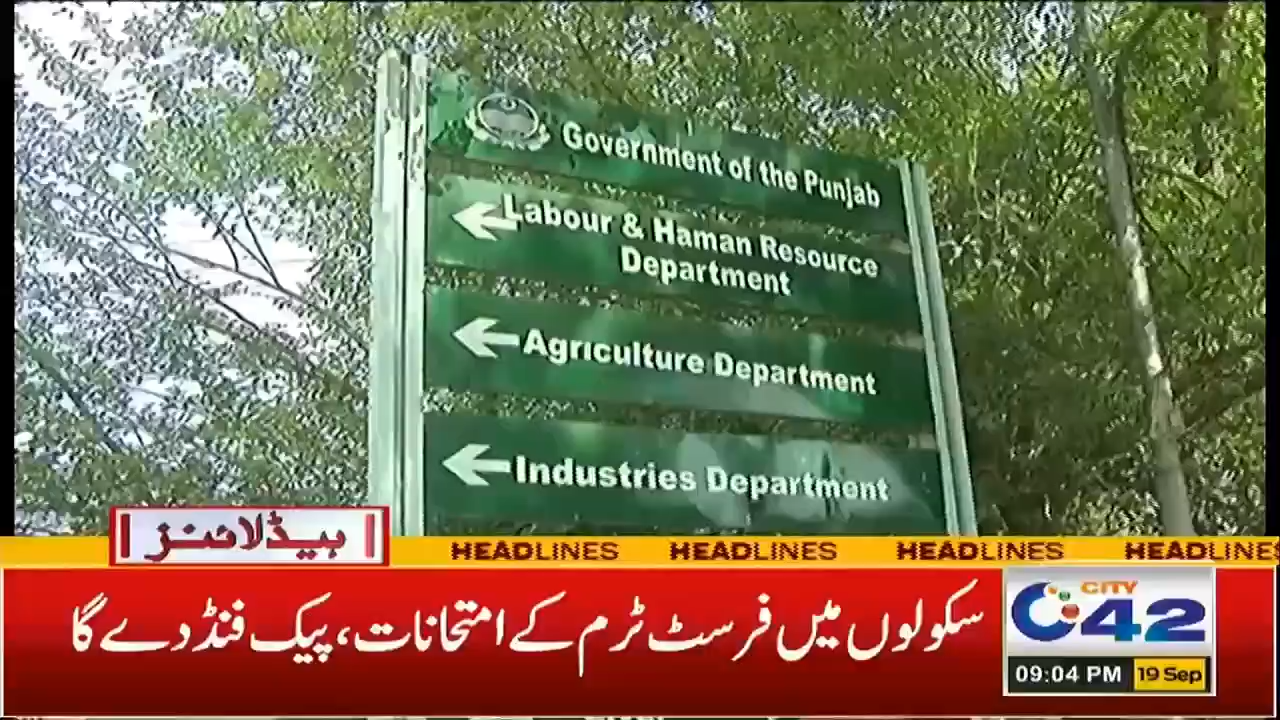 Government of the Punjab
Labour & Haman Resource
Department
Agriculture Department
Industries Department
ہیڈلائنز
HEADLINES HEADLINES HEADLINES HEADLINES
سکولوں میں فرسٹ ٹرم کے امتحانات، پیک فنڈ دے گا
CITY
42
09:04 PM 19 Sep